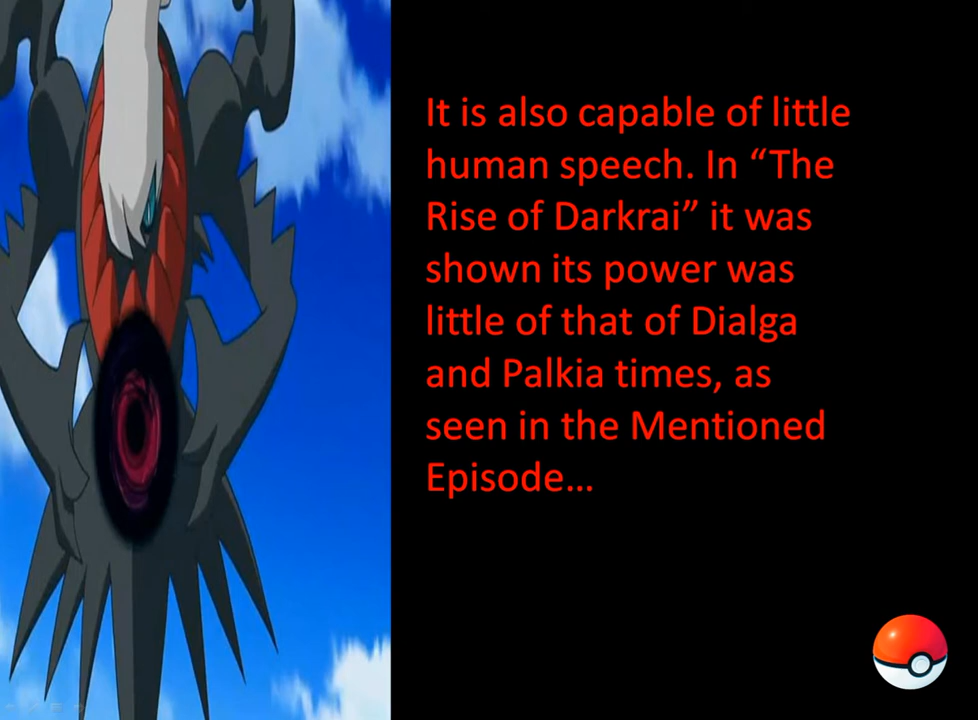 It is also capable of little
human speech. In “The
Rise of Darkrai” it was
shown its power was
little of that of Dialga
and Palkia times, as
seen in the Mentioned
Episode…